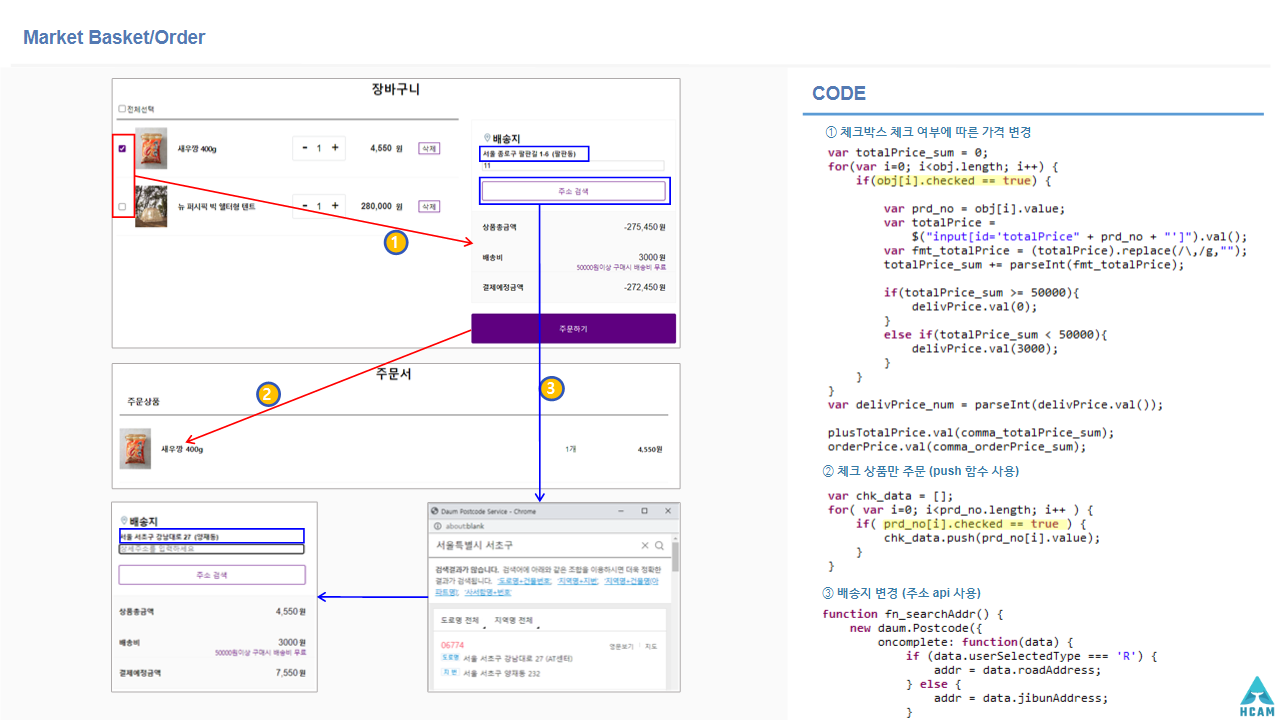 Market Basket/Order
장바구니
전체선택
새우깡 400g
- 1 +
4,550 원
삭제
뉴 퍼시픽 빅 쉘터형 텐트
- 1 +
280,000 원
삭제
배송지
서울 종로구 팔판길 1-6 (팔판동)
11
주소 검색
상품총금액
-275,450 원
배송비
3000 원
50000원이상 구매시 배송비 무료
결제예정금액
-272,450 원
주문하기
1
2
3
주문서
주문상품
새우깡 400g
1개
4,550원
배송지
서울 서초구 강남대로 27 (양재동)
상세주소를 입력하세요
주소 검색
상품총금액
4,550 원
배송비
3000 원
50000원이상 구매시 배송비 무료
결제예정금액
7,550 원
Daum Postcode Service - Chrome
about:blank
서울특별시 서초구
검색결과가 많습니다. 검색어에 아래와 같은 조합을 이용하시면 더욱 정확한
결과가 검색됩니다. '도로명+건물번호', '지역명+지번', '지역명+건물명(아
파트명)', '사서함명+번호'
도로명 전체
지역명 전체
06774
영문보기
지도
도로명 서울 서초구 강남대로 27 (AT센터)
지번 서울 서초구 양재동 232
CODE
① 체크박스 체크 여부에 따른 가격 변경
var totalPrice_sum = 0;
for(var i=0; i<obj.length; i++) {
if(obj[i].checked == true) {
var prd_no = obj[i].value;
var totalPrice =
$("input[id='totalPrice" + prd_no + "']").val();
var fmt_totalPrice = (totalPrice).replace(/\,/g,"");
totalPrice_sum += parseInt(fmt_totalPrice);
if(totalPrice_sum >= 50000){
delivPrice.val(0);
}
else if(totalPrice_sum < 50000){
delivPrice.val(3000);
}
}
}
var delivPrice_num = parseInt(delivPrice.val());
plusTotalPrice.val(comma_totalPrice_sum);
orderPrice.val(comma_orderPrice_sum);
② 체크 상품만 주문 (push 함수 사용)
var chk_data = [];
for( var i=0; i<prd_no.length; i++ ) {
if( prd_no[i].checked == true ) {
chk_data.push(prd_no[i].value);
}
}
③ 배송지 변경 (주소 api 사용)
function fn_searchAddr() {
new daum.Postcode({
oncomplete: function(data) {
if (data.userSelectedType === 'R') {
addr = data.roadAddress;
} else {
addr = data.jibunAddress;
}
HCAM